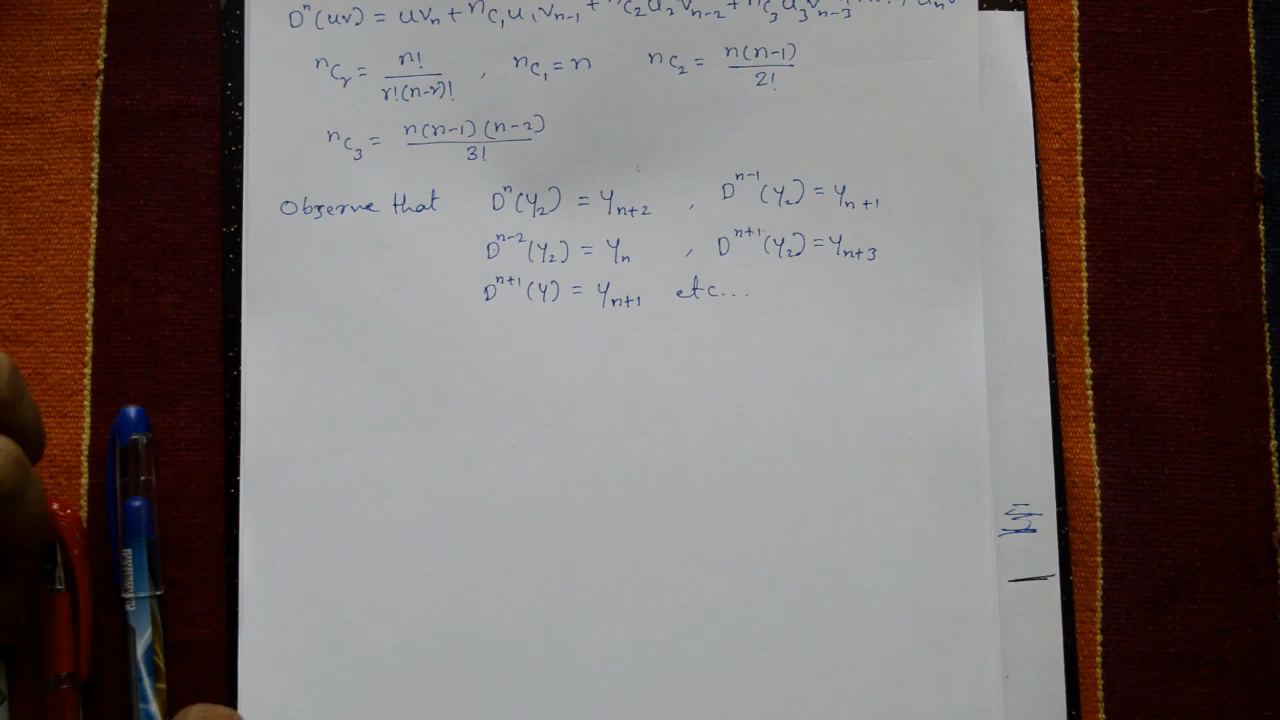 Dⁿ(uv) = uvₙ + ⁿC₁u₁vₙ₋₁ + ⁿC₂u₂vₙ₋₂ + ⁿC₃u₃vₙ₋₃ uₙv
ⁿCᵣ = n!/r!(n-r)! , ⁿC₁ = n ⁿC₂ = n(n-1)/2!
ⁿC₃ = n(n-1)(n-2)/3!
Observe that Dⁿ(y₂) = yₙ₊₂ , Dⁿ⁻¹(y₂) = yₙ₊₁
Dⁿ⁻²(y₂) = yₙ , Dⁿ⁺¹(y₂) = yₙ₊₃
Dⁿ⁺¹(y) = yₙ₊₁ etc...